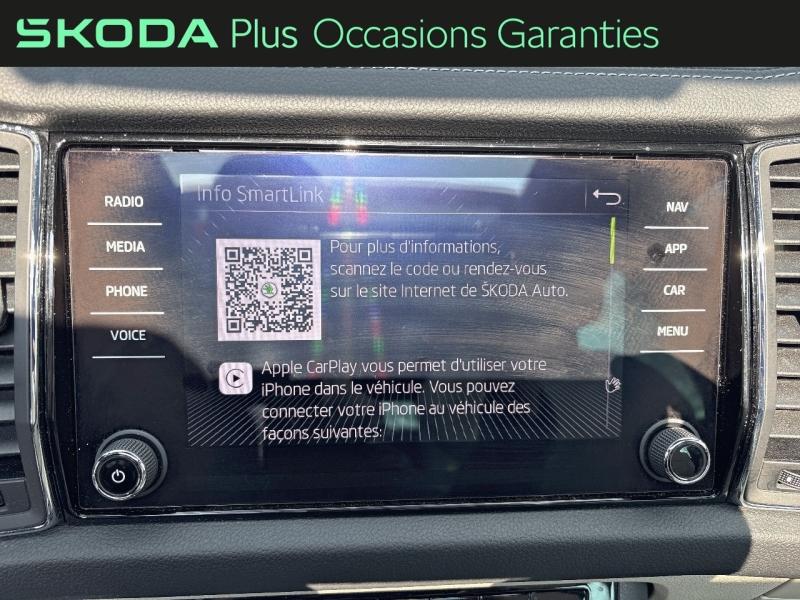 ŠKODA Plus Occasions Garanties
Info SmartLink
RADIO
MEDIA
PHONE
VOICE
NAV
APP
CAR
MENU
Pour plus d'informations,
scannez le code ou rendez-vous
sur le site Internet de ŠKODA Auto.
Apple CarPlay vous permet d'utiliser votre
iPhone dans le véhicule. Vous pouvez
connecter votre iPhone au véhicule des
façons suivantes: